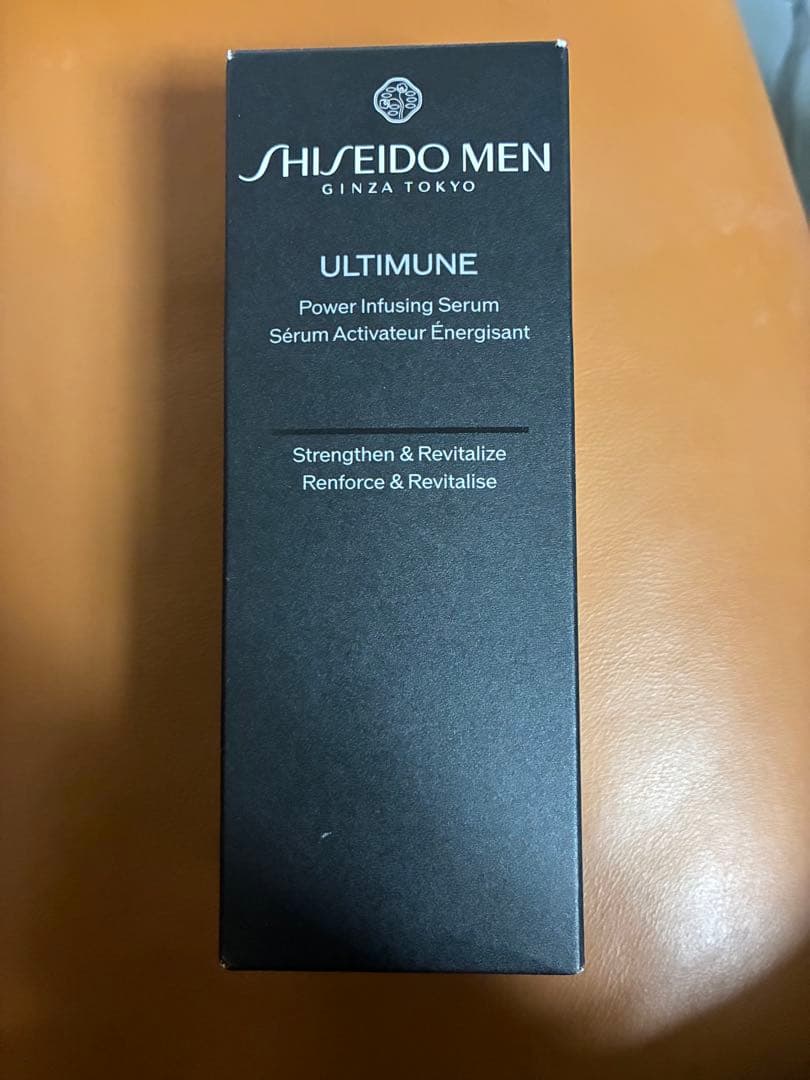 SHISEIDO MEN
GINZA TOKYO
ULTIMUNE
Power Infusing Serum
Sérum Activateur Énergisant
Strengthen & Revitalize
Renforce & Revitalise